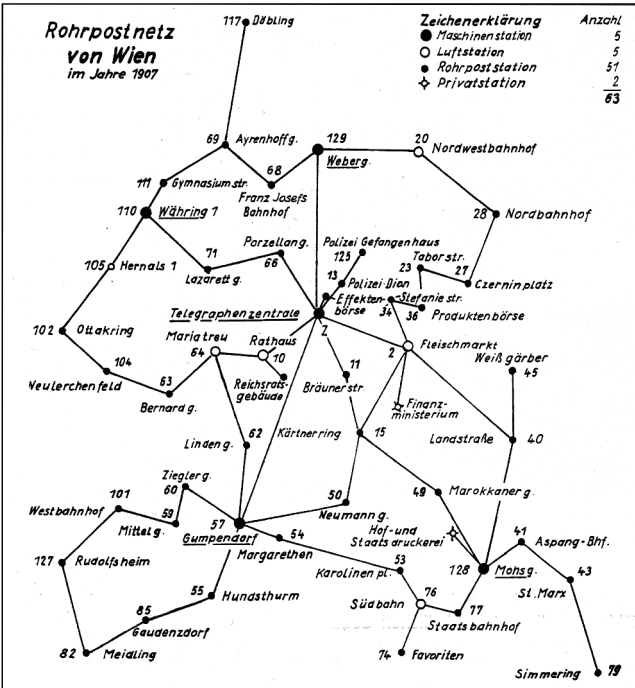 Rohrpostnetz
von Wien
im Jahre 1907
Zeichenerklärung Anzahl
Maschinenstation 5
Luftstation 5
Rohrpoststation 51
Privatstation 2
63
117 Döbling
69 Ayrenhoffg.
129
Weberg.
20
Nordwestbahnhof
68
Franz Josefs
Bahnhof
111 Gymnasiumstr.
110 Währing 1
28 Nordbahnhof
71
Lazarettg.
Porzellang.
66
Polizei Gefangenhaus
125
13 Polizei-Dion
Effekten-
börse
Taborstr.
23
27
Czerninplatz
105 Hernals 1
Stefanie str.
34
36 Produktenbörse
Telegraphenzentrale
Z
102 Ottakring
Mariatreu
64
Rathaus
10
Reichsrats-
gebäude
2 Fleischmarkt
Weißgärber
45
104
Neulerchenfeld
63
Bernardg.
11
Bräunerstr.
Finanz-
ministerium
62
Lindeng.
Kärtnerring 15
Landstraße 40
Zieglerg.
60
101
Westbahnhof
59
Mittelg.
50
Neumanng.
49
Marokkanerg.
57
Gumpendorf
54
Margarethen
Hof- und
Staatsdruckerei
41
Aspang-Bhf.
127 Rudolfsheim
53
Karolinenpl.
128 Mohsg.
43
St. Marx
55 Hundsthurm
76
Südbahn
77
Staatsbahnhof
85
Gaudenzdorf
82 Meidling
74 Favoriten
Simmering 79